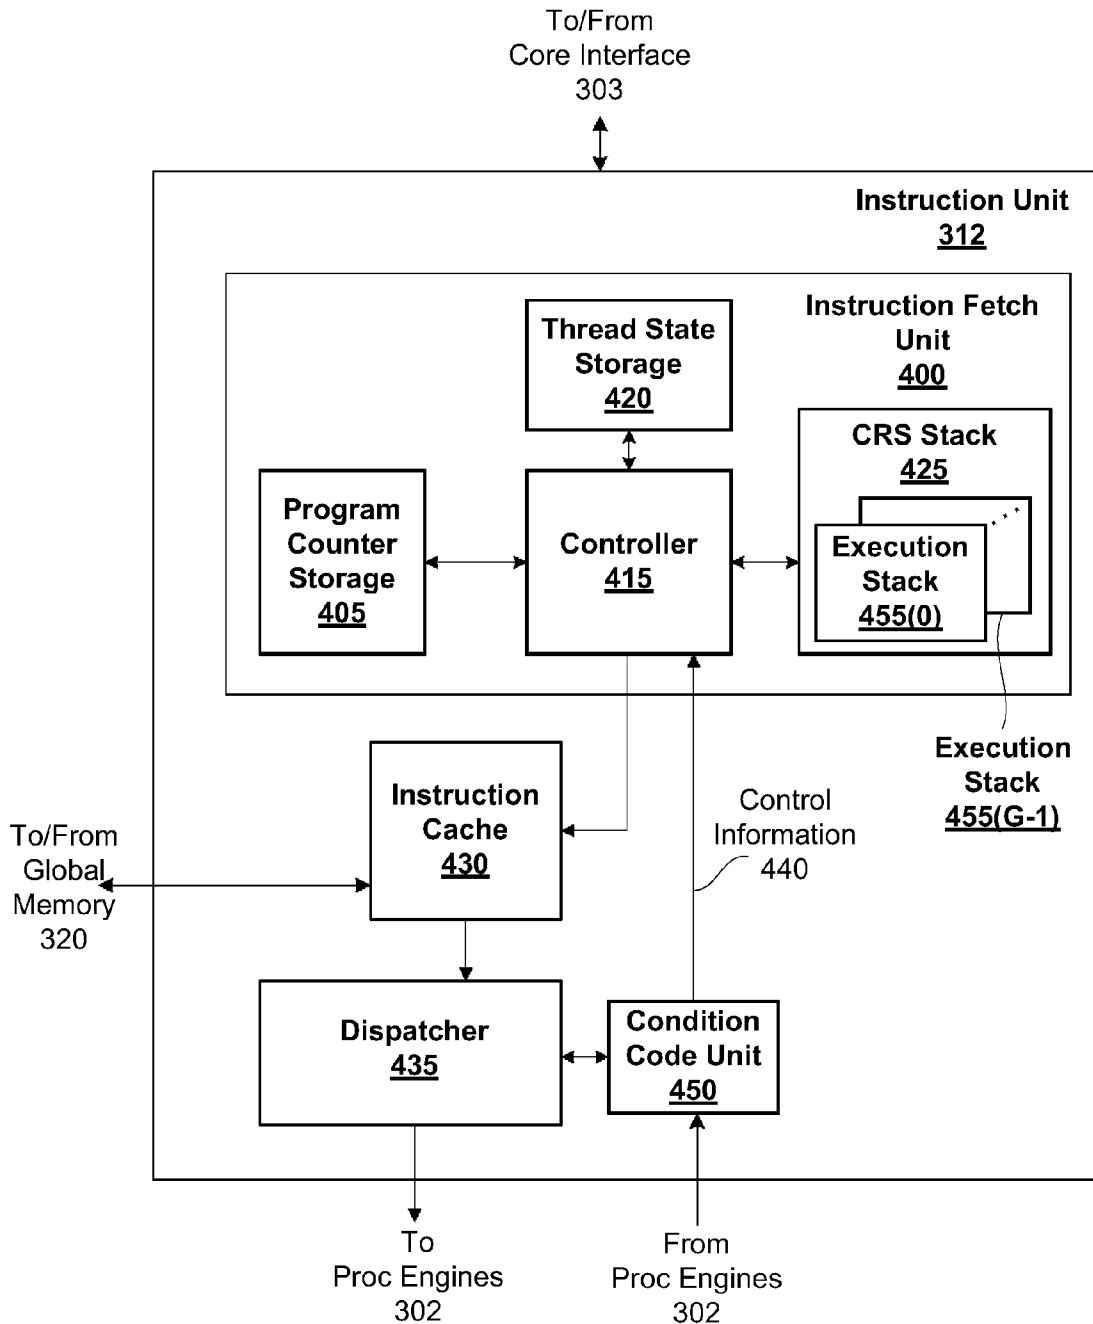 To/From
Core Interface
303
Instruction Unit
312
Instruction Fetch
Unit
400
Thread State
Storage
420
CRS Stack
425
Program
Counter
Storage
405
Controller
415
Execution
Stack
455(0)
Execution
Stack
455(G-1)
Instruction
Cache
430
Control
Information
440
To/From
Global
Memory
320
Dispatcher
435
Condition
Code Unit
450
To
Proc Engines
302
From
Proc Engines
302